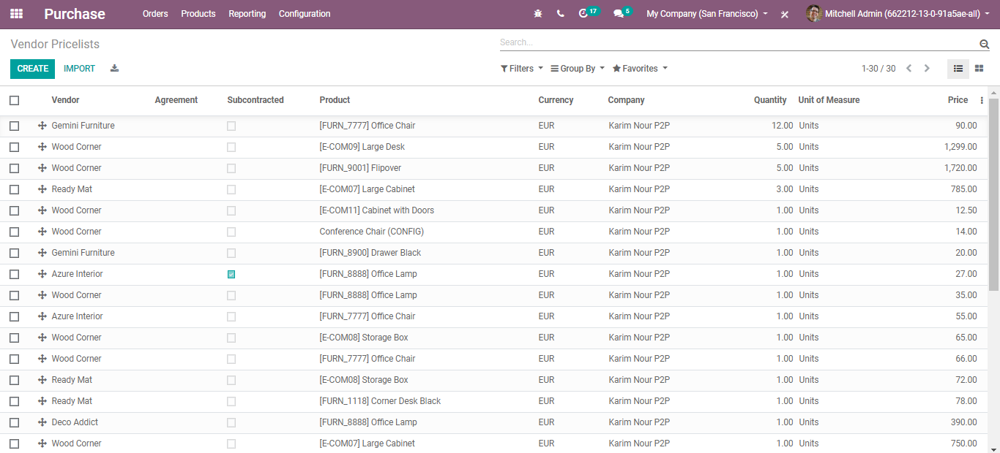 Purchase Orders Products Reporting Configuration 17 5 My Company (San Francisco) Mitchell Admin (662212-13-0-91a5ae-all)
Vendor Pricelists Search...
CREATE IMPORT Filters Group By Favorites 1-30 / 30
Vendor Agreement Subcontracted Product Currency Company Quantity Unit of Measure Price
Gemini Furniture [FURN_7777] Office Chair EUR Karim Nour P2P 12.00 Units 90.00
Wood Corner [E-COM09] Large Desk EUR Karim Nour P2P 5.00 Units 1,299.00
Wood Corner [FURN_9001] Flipover EUR Karim Nour P2P 5.00 Units 1,720.00
Ready Mat [E-COM07] Large Cabinet EUR Karim Nour P2P 3.00 Units 785.00
Wood Corner [E-COM11] Cabinet with Doors EUR Karim Nour P2P 1.00 Units 12.50
Wood Corner Conference Chair (CONFIG) EUR Karim Nour P2P 1.00 Units 14.00
Gemini Furniture [FURN_8900] Drawer Black EUR Karim Nour P2P 1.00 Units 20.00
Azure Interior [FURN_8888] Office Lamp EUR Karim Nour P2P 1.00 Units 27.00
Wood Corner [FURN_8888] Office Lamp EUR Karim Nour P2P 1.00 Units 35.00
Azure Interior [FURN_7777] Office Chair EUR Karim Nour P2P 1.00 Units 55.00
Wood Corner [E-COM08] Storage Box EUR Karim Nour P2P 1.00 Units 65.00
Wood Corner [FURN_7777] Office Chair EUR Karim Nour P2P 1.00 Units 66.00
Ready Mat [E-COM08] Storage Box EUR Karim Nour P2P 1.00 Units 72.00
Ready Mat [FURN_1118] Corner Desk Black EUR Karim Nour P2P 1.00 Units 78.00
Deco Addict [FURN_8888] Office Lamp EUR Karim Nour P2P 1.00 Units 390.00
Wood Corner [E-COM07] Large Cabinet EUR Karim Nour P2P 1.00 Units 750.00